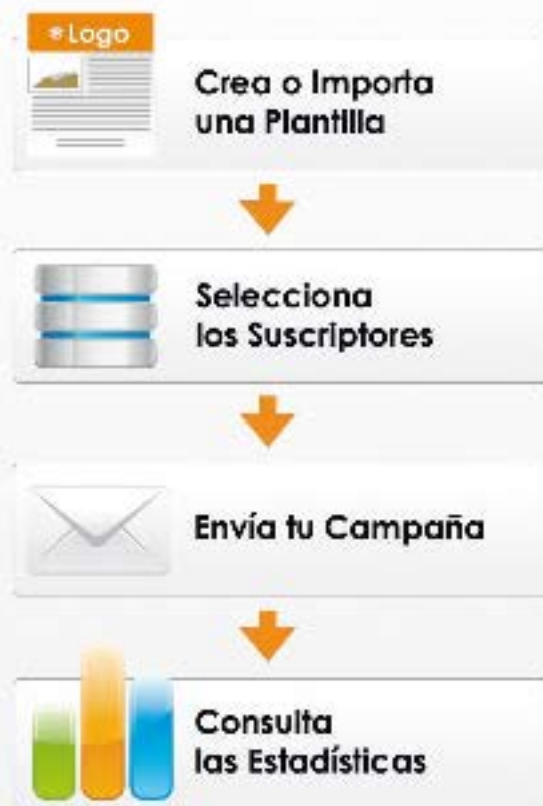 Logo
Crea o Importa
una Plantilla
Selecciona
los Suscriptores
Envía tu Campaña
Consulta
las Estadísticas